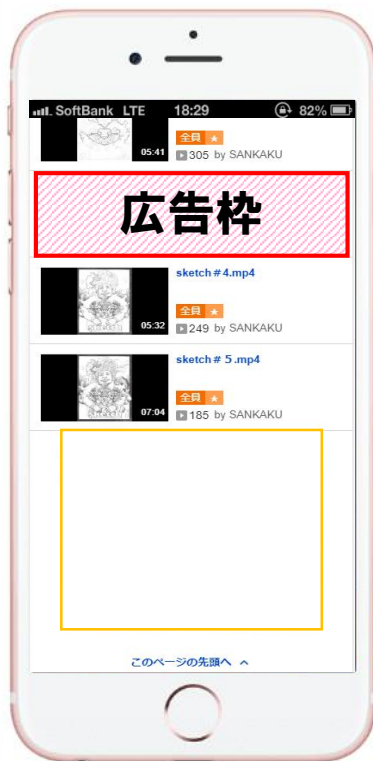 SoftBank LTE 18:29 82%
全員 ★
05:41
305 by SANKAKU
広告枠
sketch#4.mp4
全員 ★
05:32
249 by SANKAKU
sketch# 5.mp4
全員 ★
07:04
185 by SANKAKU
このページの先頭へ ^